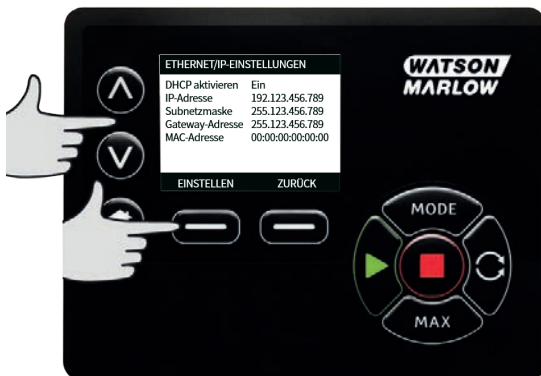 ETHERNET/IP-EINSTELLUNGEN
DHCP aktivieren Ein
IP-Adresse 192.123.456.789
Subnetzmaske 255.123.456.789
Gateway-Adresse 255.123.456.789
MAC-Adresse 00:00:00:00:00:00
EINSTELLEN ZURÜCK
WATSON
MARLOW
MODE
MAX